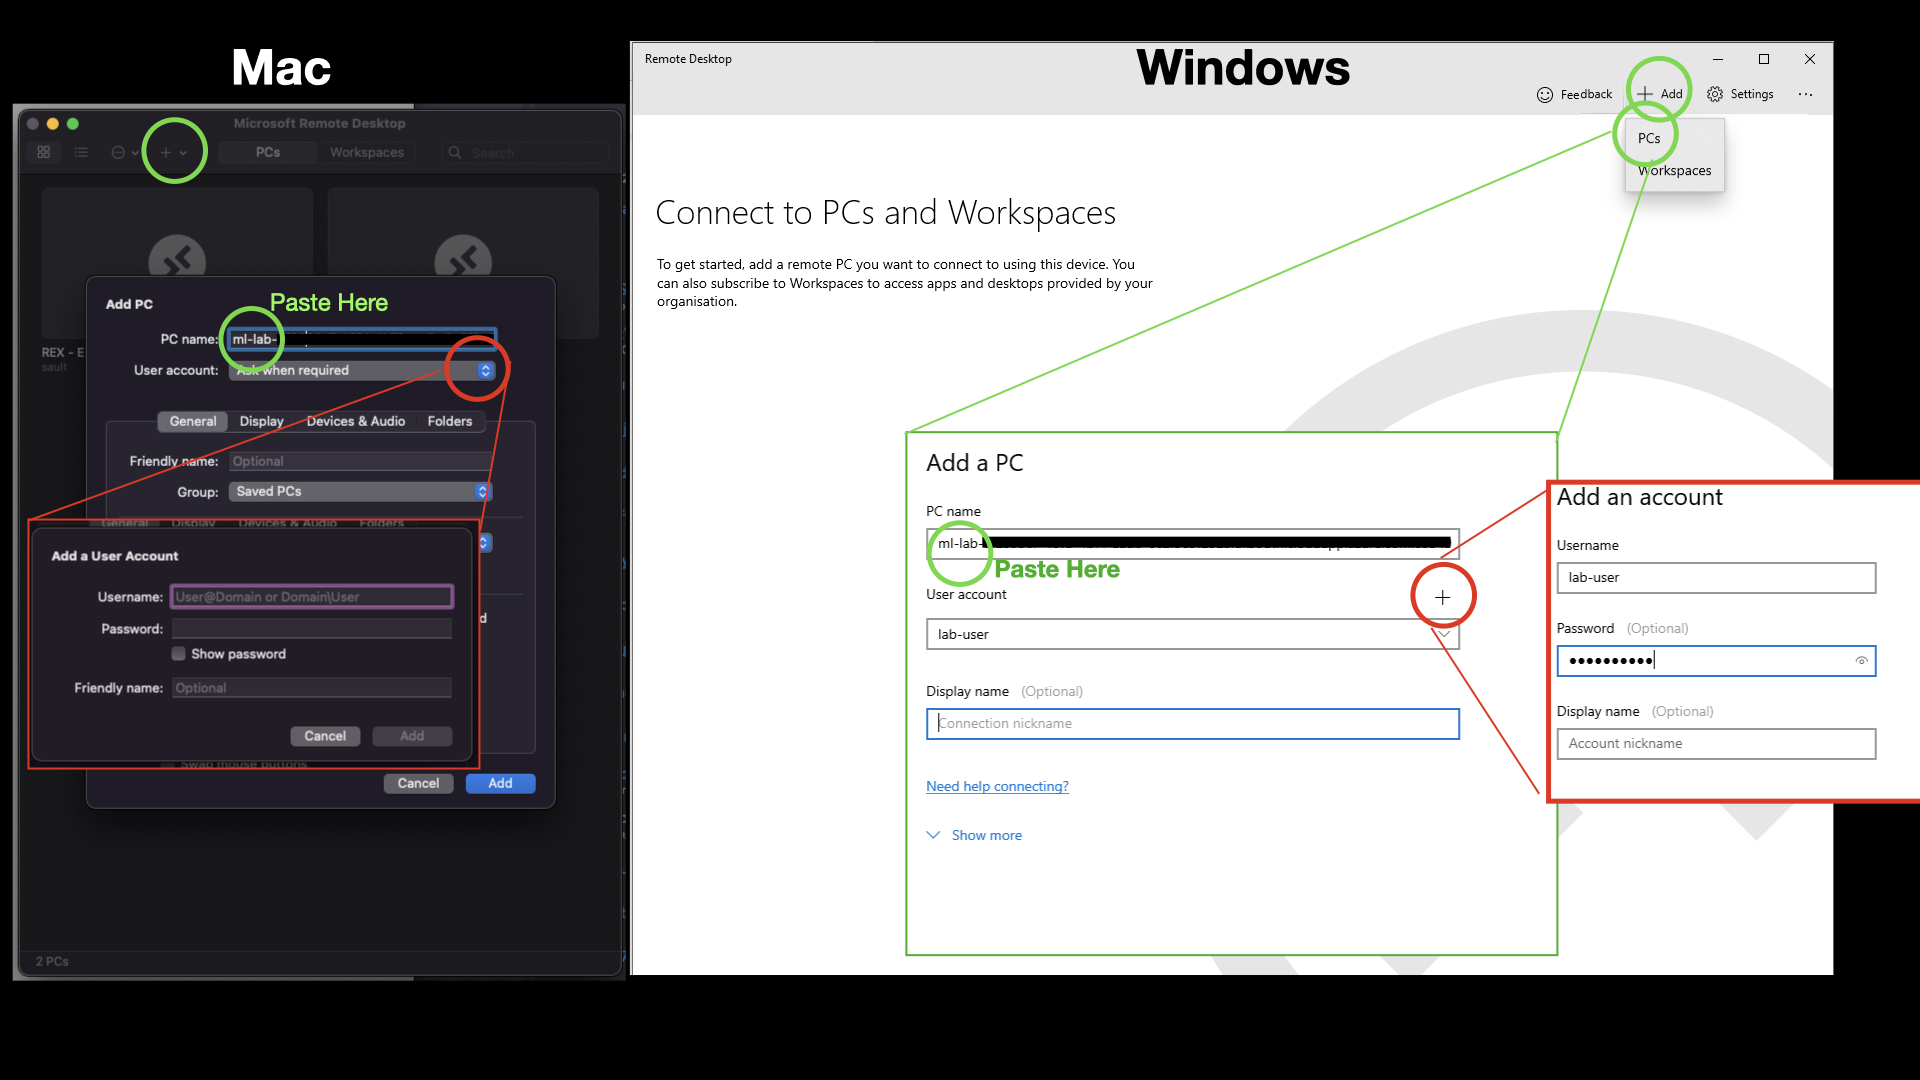 Mac
Microsoft Remote Desktop
PCs
Workspaces
Search
REX - E
sault
Add PC
Paste Here
PC name:
ml-lab-
User account:
Ask when required
General
Display
Devices & Audio
Folders
Friendly name:
Optional
Group:
Saved PCs
General
Display
Devices & Audio
Folders
Add a User Account
Username:
User@Domain or Domain\User
Password:
Show password
Friendly name:
Optional
Cancel
Add
Swap mouse buttons
Cancel
Add
2 PCs
Windows
Remote Desktop
Feedback
Add
Settings
PCs
Workspaces
Connect to PCs and Workspaces
To get started, add a remote PC you want to connect to using this device. You
can also subscribe to Workspaces to access apps and desktops provided by your
organisation.
Add a PC
PC name
ml-lab-
Paste Here
User account
lab-user
Display name (Optional)
Connection nickname
Need help connecting?
Show more
Add an account
Username
lab-user
Password (Optional)
Display name (Optional)
Account nickname